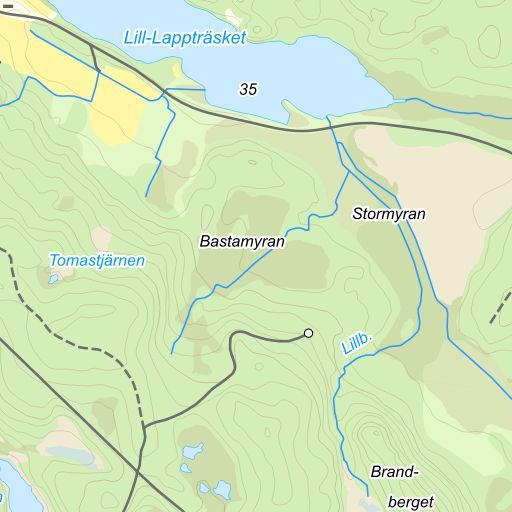 Lill-Lappträsket
35
Stormyran
Bastamyran
Tomastjärnen
Lillb.
Brand-
berget